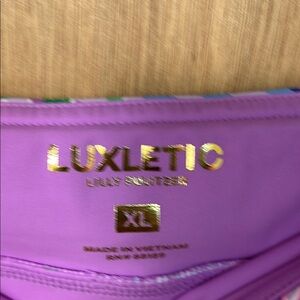 LUXLETIC
LILLY PULITZER
XL
MADE IN VIETNAM